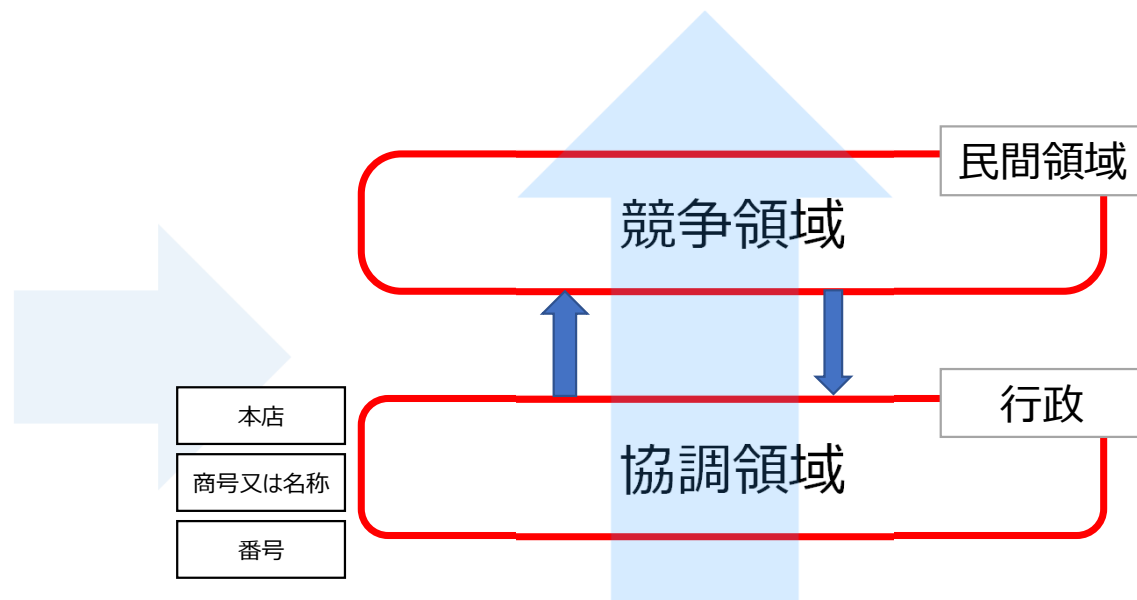 民間領域
競争領域
行政
本店
協調領域
商号又は名称
番号